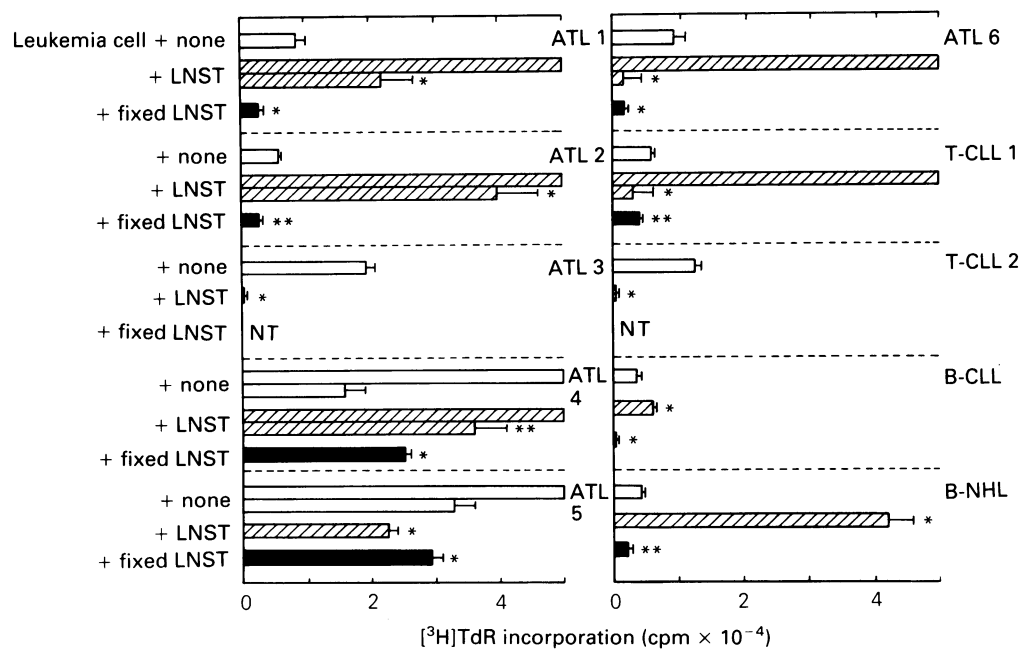 Leukemia cell + none ATL 1 ATL 6
+ LNST * *
+ fixed LNST * *
+ none ATL 2 T-CLL 1
+ LNST * *
+ fixed LNST ** **
+ none ATL 3 T-CLL 2
+ LNST * *
+ fixed LNST NT NT
+ none ATL 4 B-CLL
+ LNST ** *
+ fixed LNST * *
+ none ATL 5 B-NHL
+ LNST * *
+ fixed LNST * **
0 2 4 0 2 4
[³H]TdR incorporation (cpm × 10⁻⁴)